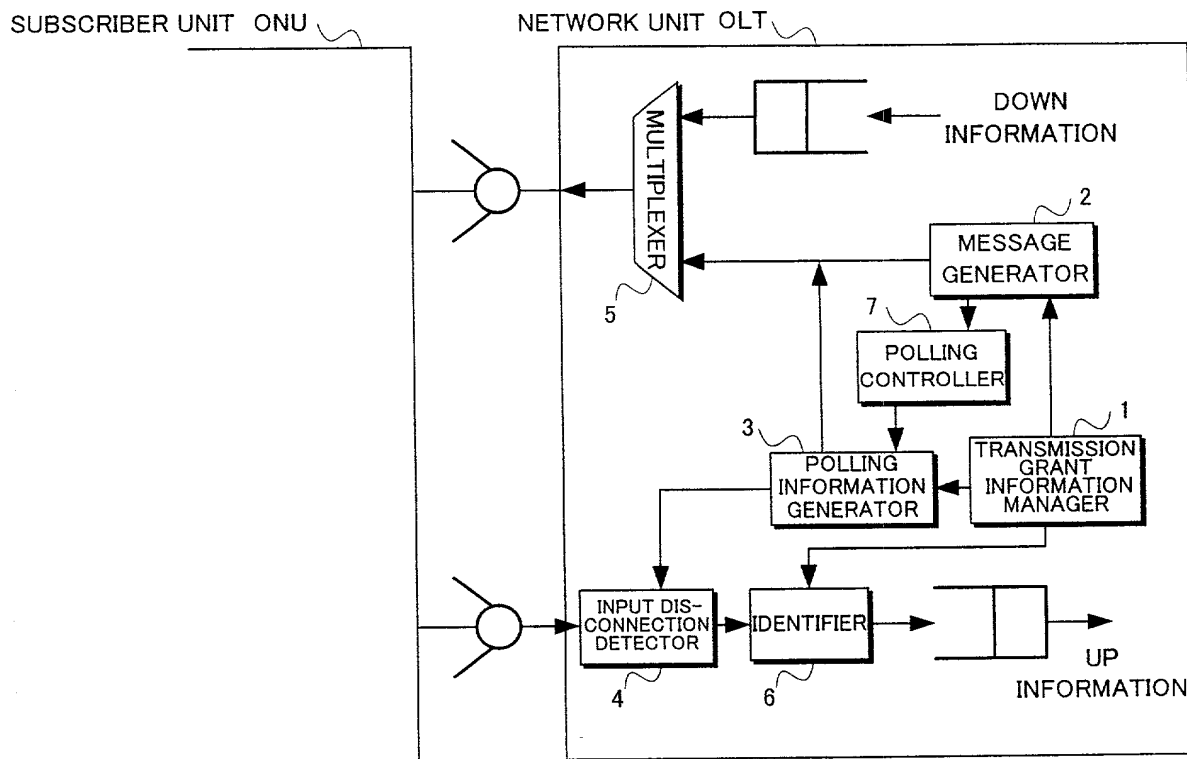 SUBSCRIBER UNIT ONU
NETWORK UNIT OLT
DOWN
INFORMATION
MULTIPLEXER
5
2
MESSAGE
GENERATOR
7
POLLING
CONTROLLER
3
POLLING
INFORMATION
GENERATOR
1
TRANSMISSION
GRANT
INFORMATION
MANAGER
INPUT DIS-
CONNECTION
DETECTOR
4
IDENTIFIER
6
UP
INFORMATION